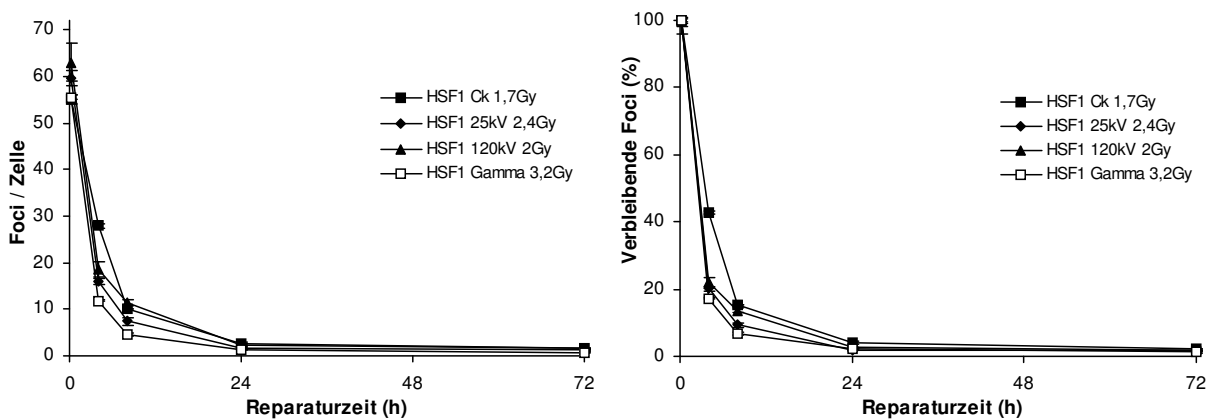 70
60
50
40
30
20
10
0
Foci / Zelle
HSF1 Ck 1,7Gy
HSF1 25kV 2,4Gy
HSF1 120kV 2Gy
HSF1 Gamma 3,2Gy
0 24 48 72
Reparaturzeit (h)
100
80
60
40
20
0
Verbleibende Foci (%)
HSF1 Ck 1,7Gy
HSF1 25kV 2,4Gy
HSF1 120kV 2Gy
HSF1 Gamma 3,2Gy
0 24 48 72
Reparaturzeit (h)